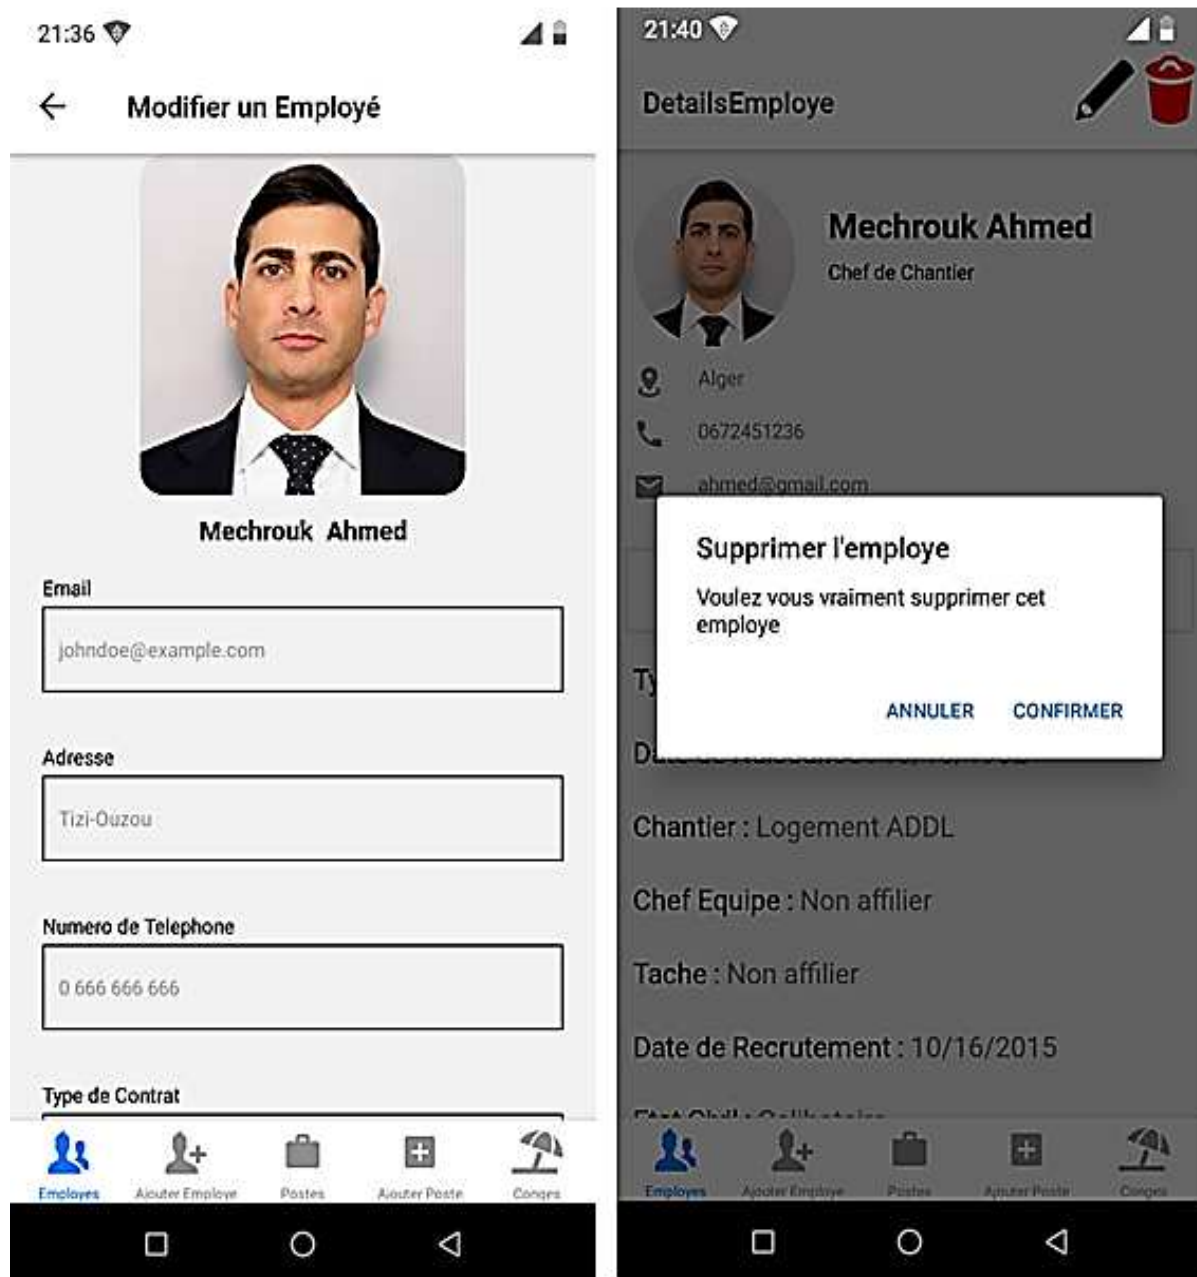 21:36
Modifier un Employé
Mechrouk Ahmed
Email
johndoe@example.com
Adresse
Tizi-Ouzou
Numero de Telephone
0 666 666 666
Type de Contrat
Employes
Ajouter Employe
Postes
Ajouter Poste
Conges
21:40
DetailsEmploye
Mechrouk Ahmed
Chef de Chantier
Alger
0672451236
ahmed@gmail.com
Supprimer l'employe
Voulez vous vraiment supprimer cet
employe
ANNULER CONFIRMER
Chantier : Logement ADDL
Chef Equipe : Non affilier
Tache : Non affilier
Date de Recrutement : 10/16/2015
Employes
Ajouter Employe
Postes
Ajouter Poste
Conges